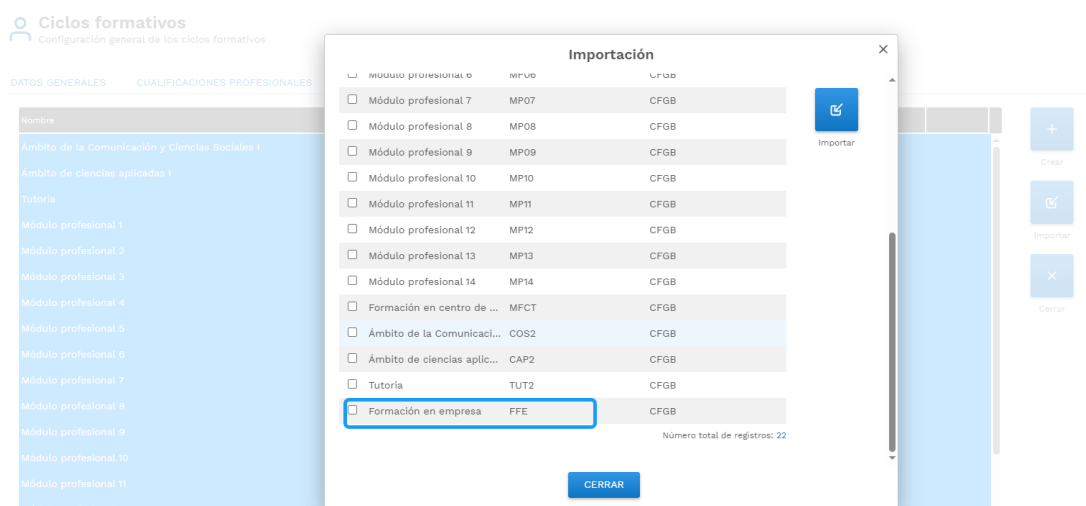 Ciclos formativos
Configuración general de los ciclos formativos
DATOS GENERALES CUALIFICACIONES PROFESIONALES
Nombre
Ámbito de la Comunicación y Ciencias Sociales I
Ámbito de ciencias aplicadas I
Tutoría
Módulo profesional 1
Módulo profesional 2
Módulo profesional 3
Módulo profesional 4
Módulo profesional 5
Módulo profesional 6
Módulo profesional 7
Módulo profesional 8
Módulo profesional 9
Módulo profesional 10
Módulo profesional 11
Importación
Módulo profesional 6 MP06 CFGB
Módulo profesional 7 MP07 CFGB
Módulo profesional 8 MP08 CFGB
Módulo profesional 9 MP09 CFGB
Módulo profesional 10 MP10 CFGB
Módulo profesional 11 MP11 CFGB
Módulo profesional 12 MP12 CFGB
Módulo profesional 13 MP13 CFGB
Módulo profesional 14 MP14 CFGB
Formación en centro de ... MFCT CFGB
Ámbito de la Comunicaci... COS2 CFGB
Ámbito de ciencias aplic... CAP2 CFGB
Tutoría TUT2 CFGB
Formación en empresa FFE CFGB
Número total de registros: 22
CERRAR
Importar
Crear
Importar
Cerrar